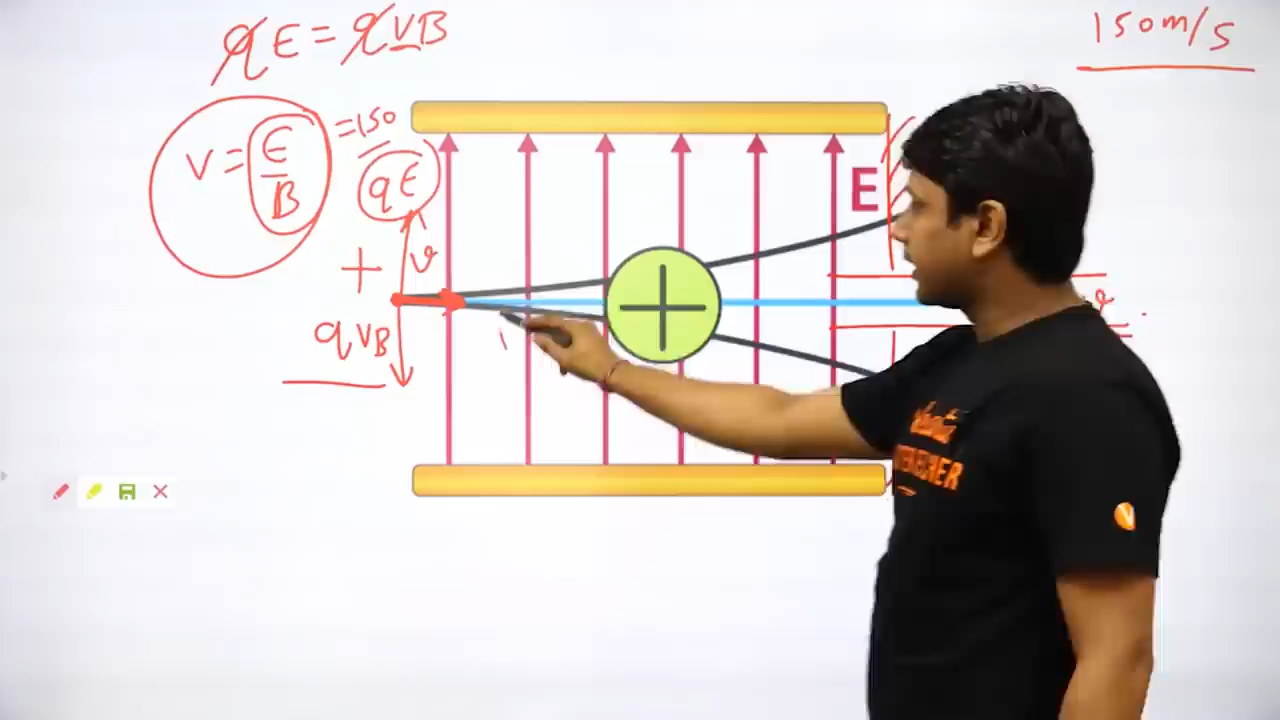 qE = qvB
150m/s
v = E/B = 150
qE
v
E
+
qvB
+